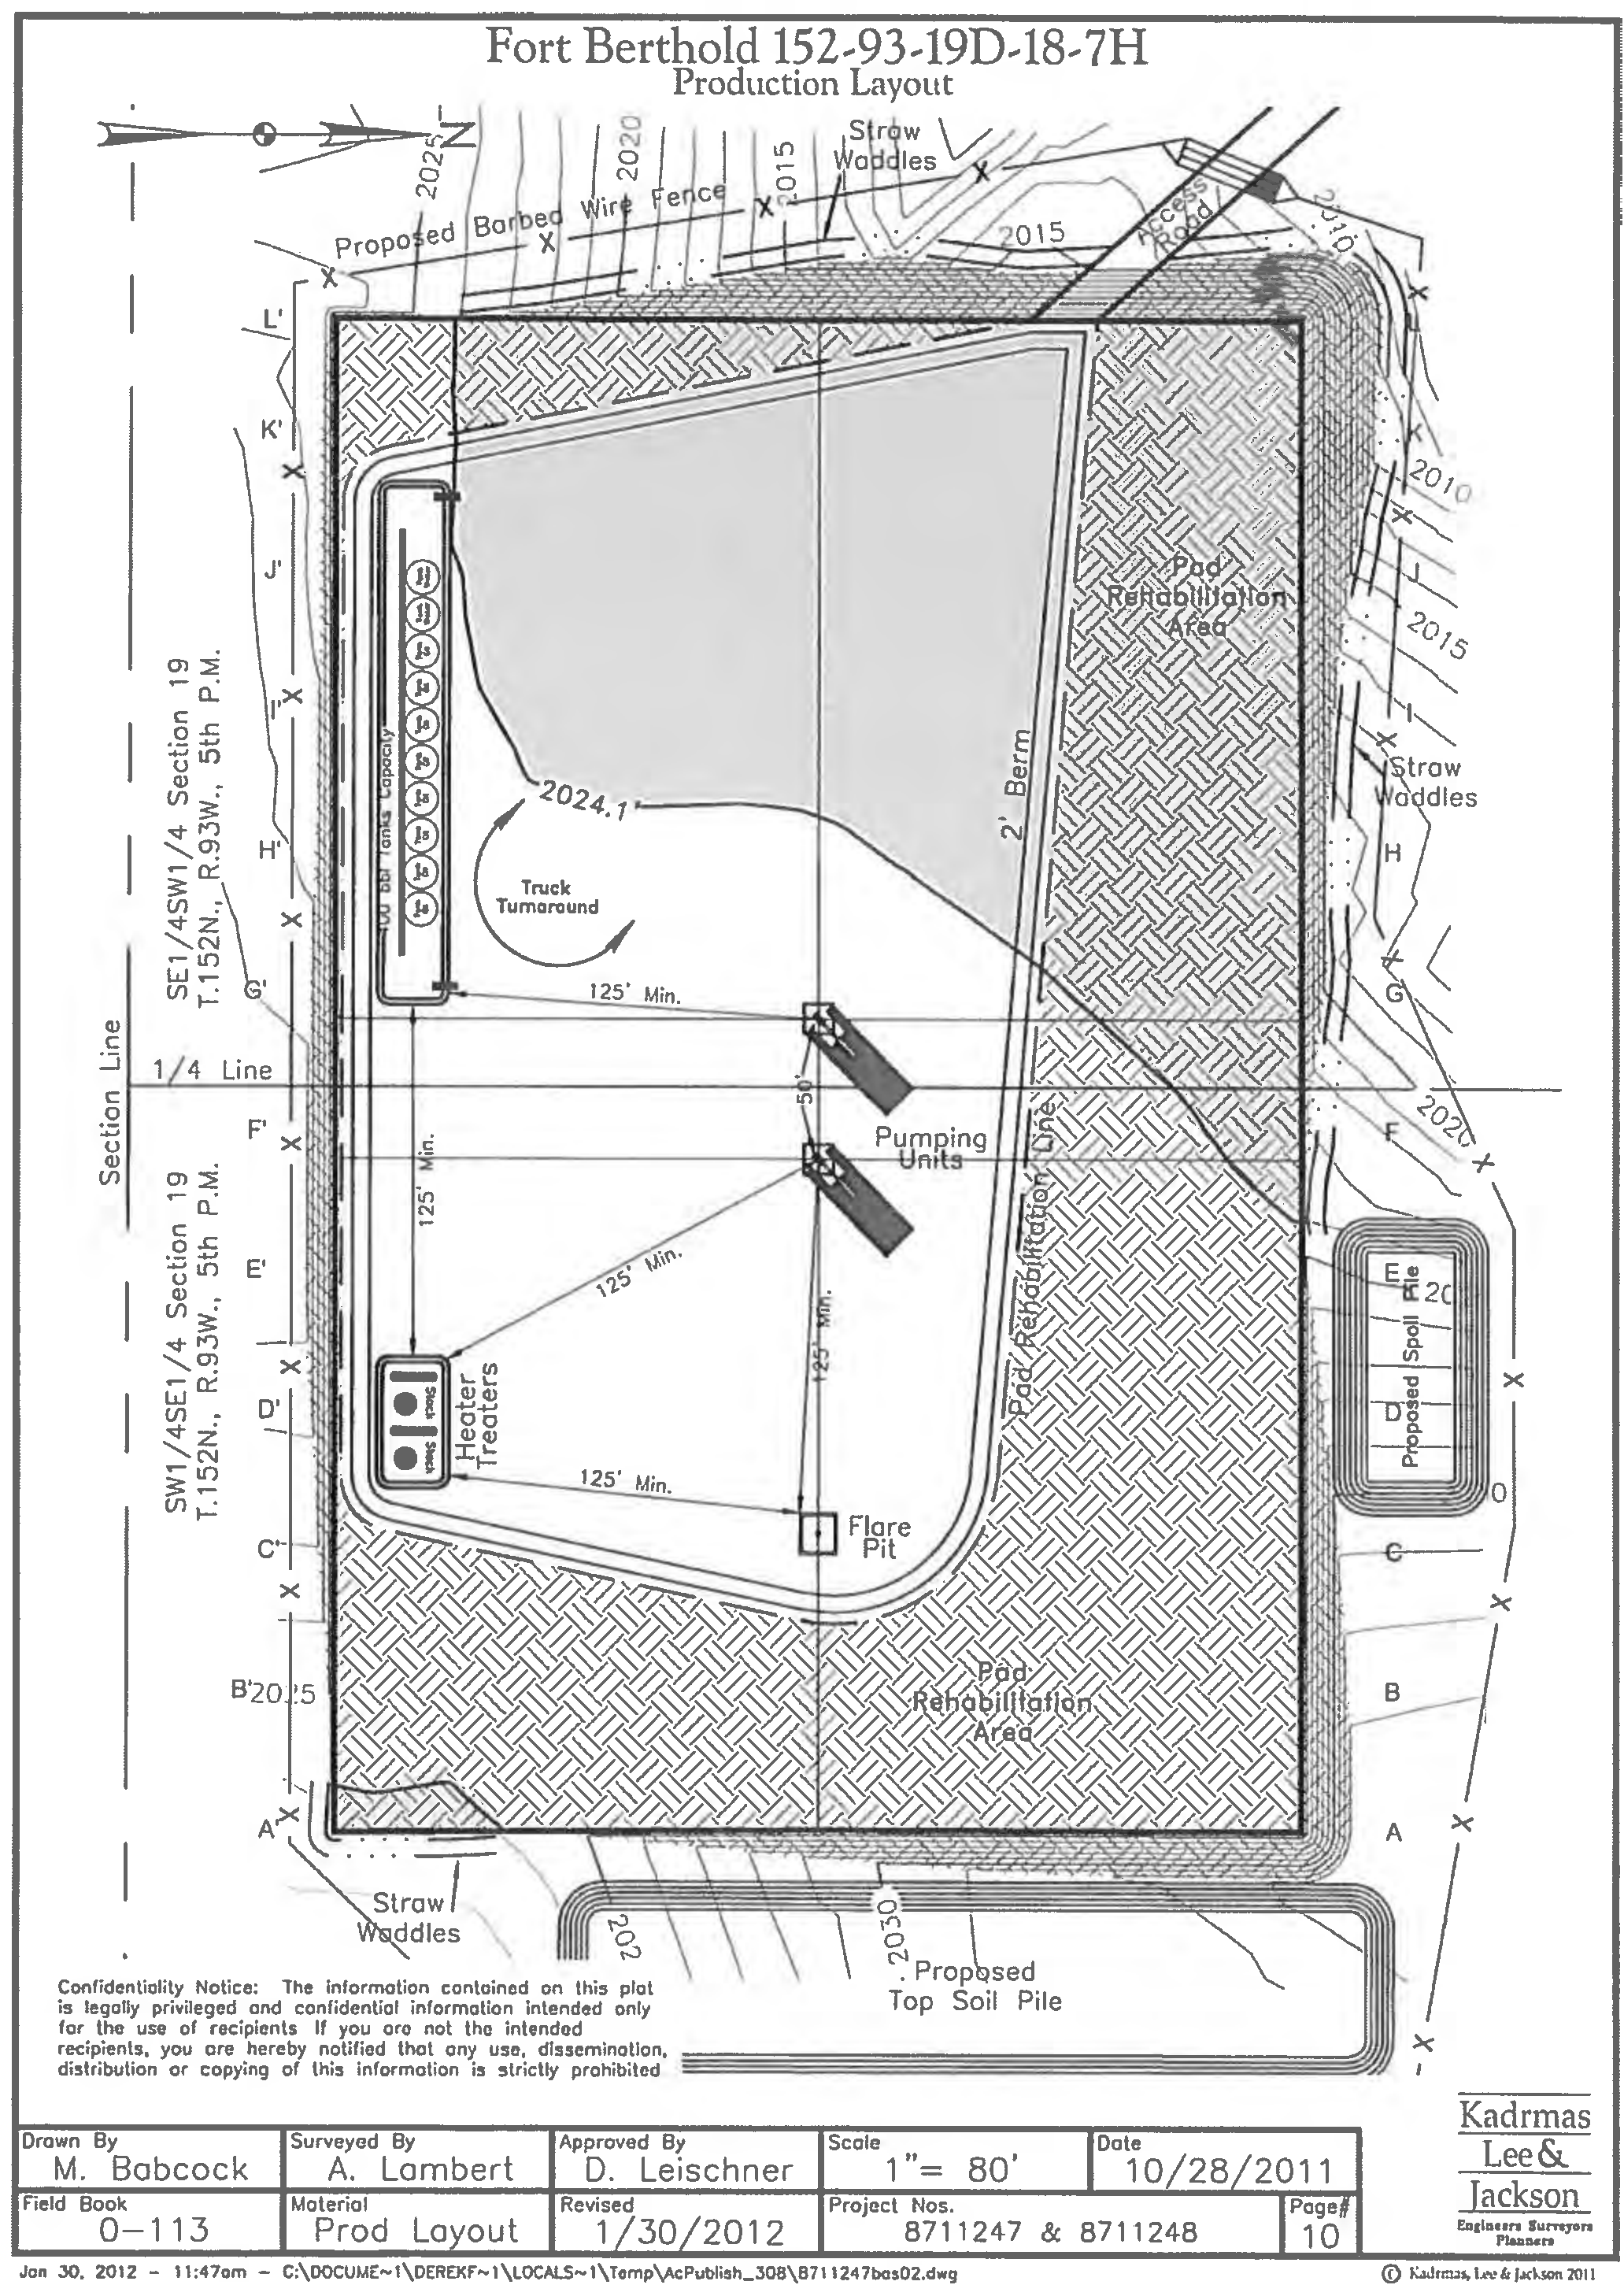 Fort Berthold 152-93-19D-18-7H
Production Layout
N
2025
2020
2015
Straw
Waddles
Proposed Barbed Wire Fence
Access
Road
2015
2010
L'
K'
J'
I'
H'
G'
F'
E'
D'
C'
B'
A'
L
K
J
I
H
G
F
E
D
C
B
A
2010
2015
Straw
Waddles
2020
Pad
Rehabilitation
Area
2' Berm
400 bbl Tanks Capacity
2024.1'
Truck
Turnaround
SE1/4SW1/4 Section 19
T.152N., R.93W., 5th P.M.
Section Line
1/4 Line
SW1/4SE1/4 Section 19
T.152N., R.93W., 5th P.M.
125' Min.
50'
Pumping
Units
125' Min.
125' Min.
125' Min.
125' Min.
Pad Rehabilitation Line
Heater
Treaters
Stack
Stack
Flare
Pit
Proposed Spoil Pile
Pad
Rehabilitation
Area
2025
Straw
Waddles
202
2030
Proposed
Top Soil Pile
Confidentiality Notice: The information contained on this plat
is legally privileged and confidential information intended only
for the use of recipients If you are not the intended
recipients, you are hereby notified that any use, dissemination,
distribution or copying of this information is strictly prohibited
Drawn By
M. Babcock
Surveyed By
A. Lambert
Approved By
D. Leischner
Scale
1"= 80'
Date
10/28/2011
Field Book
O-113
Material
Prod Layout
Revised
1/30/2012
Project Nos.
8711247 & 8711248
Page#
10
Kadrmas
Lee &
Jackson
Engineers Surveyors
Planners
Jan 30, 2012 - 11:47am - C:\DOCUME~1\DEREKF~1\LOCALS~1\Temp\AcPublish_308\8711247bas02.dwg
© Kadrmas, Lee & Jackson 2011